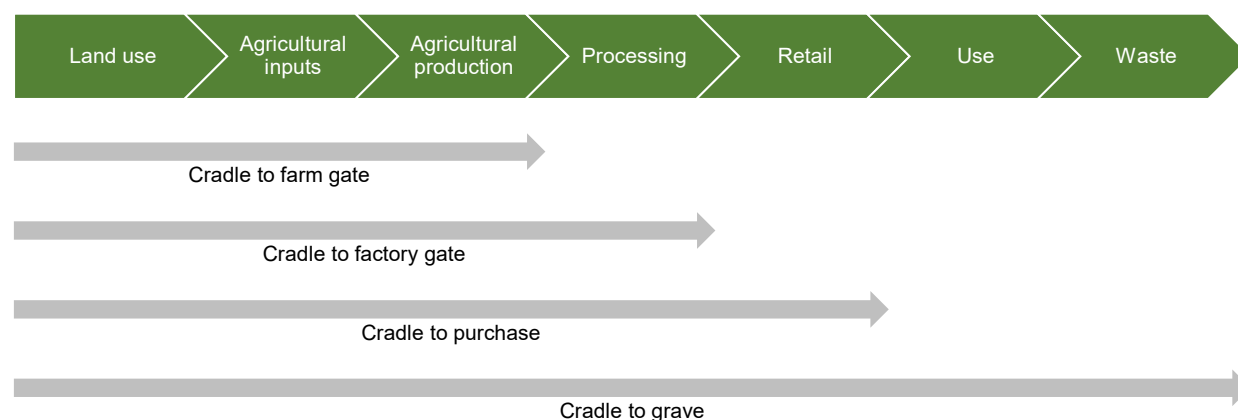 Land use
Agricultural
inputs
Agricultural
production
Processing
Retail
Use
Waste
Cradle to farm gate
Cradle to factory gate
Cradle to purchase
Cradle to grave